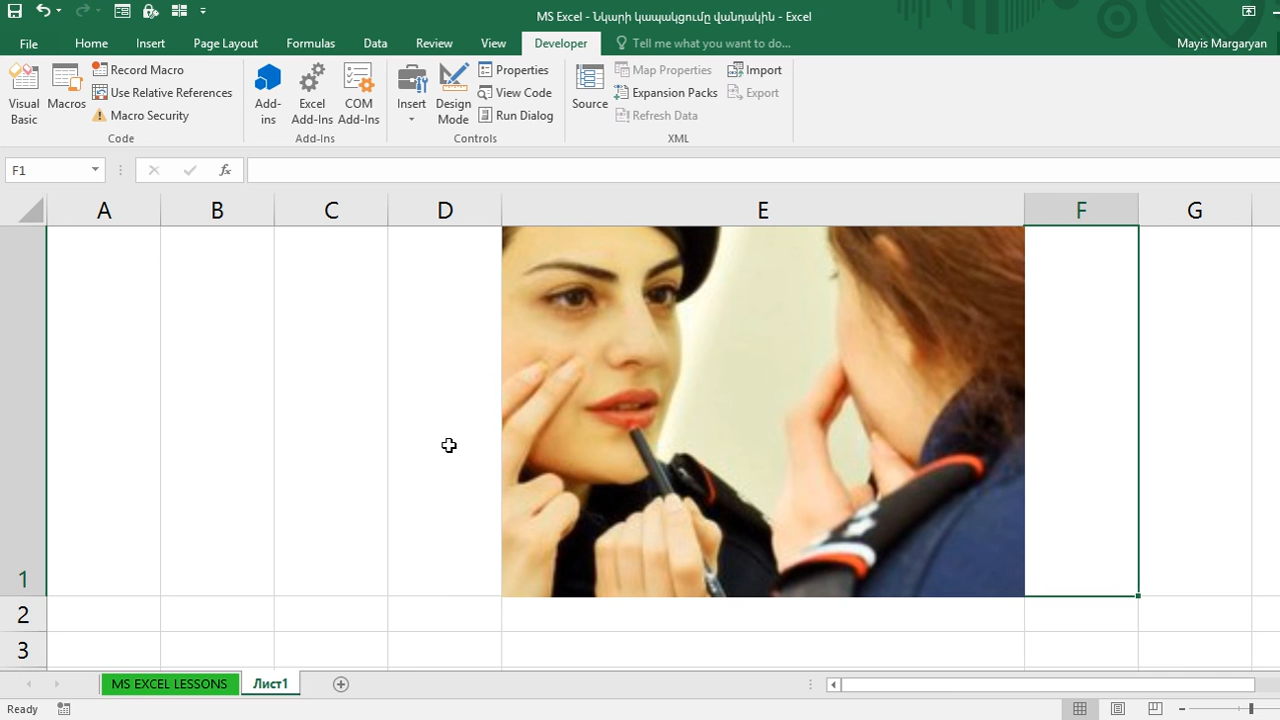 MS Excel - Նկարի կապակցումը վանդակին - Excel
File Home Insert Page Layout Formulas Data Review View Developer Tell me what you want to do... Mayis Margaryan
Visual Basic
Macros
Record Macro
Use Relative References
Macro Security
Code
Add-ins
Excel Add-Ins
COM Add-Ins
Add-Ins
Insert
Design Mode
Properties
View Code
Run Dialog
Controls
Source
Map Properties
Expansion Packs
Refresh Data
Import
Export
XML
F1 fx
A B C D E F G
1
2
3
MS EXCEL LESSONS Лист1
Ready